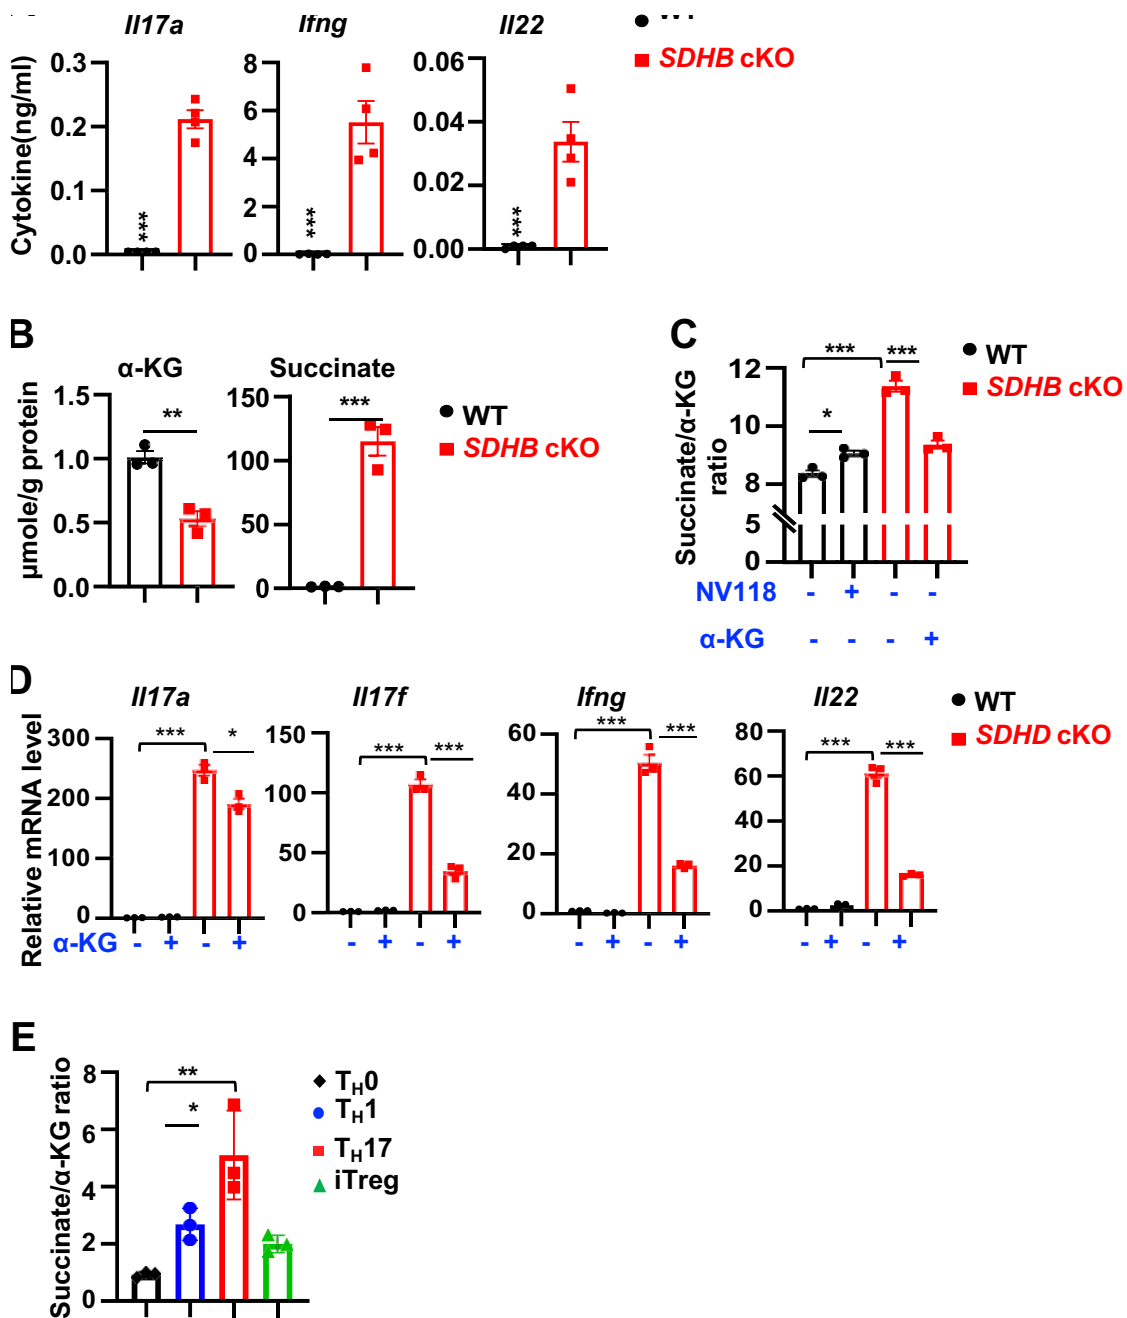 Il17a Ifng Il22 WT
SDHB cKO
Cytokine(ng/ml)
0.3
0.2
0.1
0.0
***
8
6
4
2
0
***
0.06
0.04
0.02
0.00
***
B
α-KG
Succinate
µmole/g protein
1.5
1.0
0.5
0.0
**
150
100
50
0
***
WT
SDHB cKO
C
Succinate/α-KG
ratio
12
10
8
5
0
*
***
***
WT
SDHB cKO
NV118 - + - -
α-KG - - - +
D
Relative mRNA level
Il17a
300
200
100
0
*** *
α-KG - + - +
Il17f
150
100
50
0
*** ***
- + - +
Ifng
60
40
20
0
*** ***
- + - +
Il22
80
60
40
20
0
*** ***
- + - +
WT
SDHD cKO
E
Succinate/α-KG ratio
8
6
4
2
0
**
*
TH0
TH1
TH17
iTreg